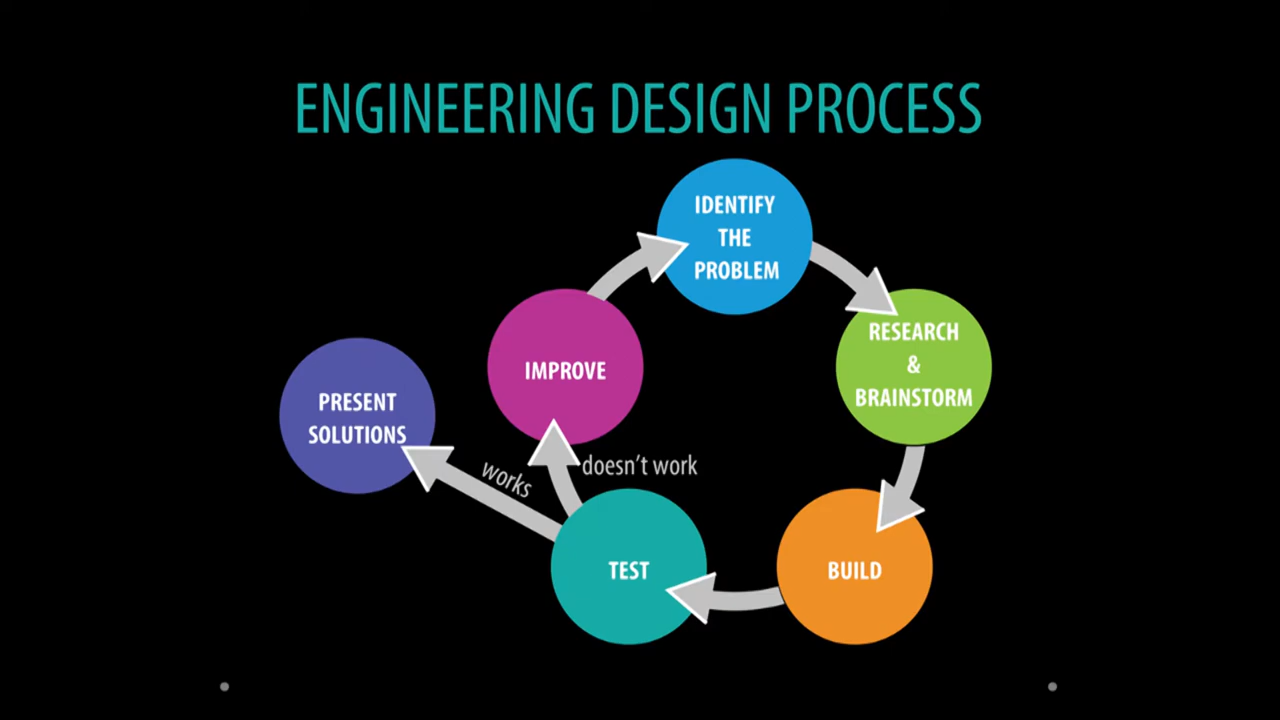 ENGINEERING DESIGN PROCESS
IDENTIFY
THE
PROBLEM
RESEARCH
&
BRAINSTORM
BUILD
TEST
doesn't work
IMPROVE
works
PRESENT
SOLUTIONS